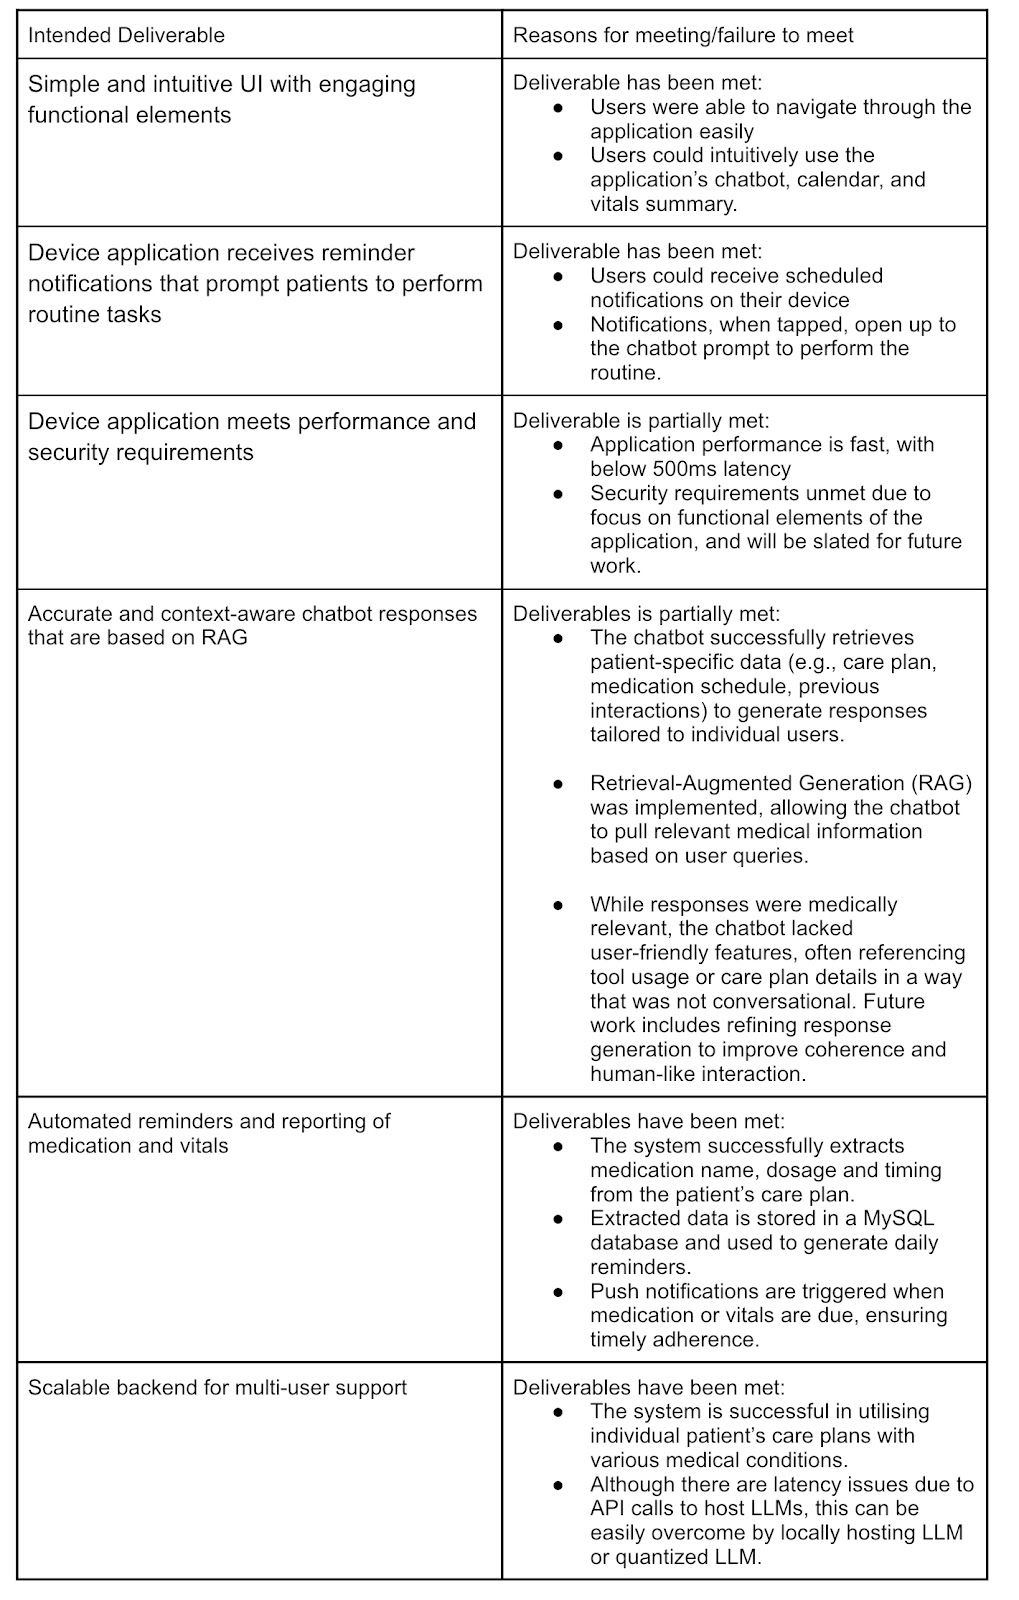 Intended Deliverable
Reasons for meeting/failure to meet
Simple and intuitive UI with engaging
functional elements
Deliverable has been met:
● Users were able to navigate through the
application easily
● Users could intuitively use the
application's chatbot, calendar, and
vitals summary.
Device application receives reminder
notifications that prompt patients to perform
routine tasks
Deliverable has been met:
● Users could receive scheduled
notifications on their device
● Notifications, when tapped, open up to
the chatbot prompt to perform the
routine.
Device application meets performance and
security requirements
Deliverable is partially met:
● Application performance is fast, with
below 500ms latency
● Security requirements unmet due to
focus on functional elements of the
application, and will be slated for future
work.
Accurate and context-aware chatbot responses
that are based on RAG
Deliverables is partially met:
● The chatbot successfully retrieves
patient-specific data (e.g., care plan,
medication schedule, previous
interactions) to generate responses
tailored to individual users.
● Retrieval-Augmented Generation (RAG)
was implemented, allowing the chatbot
to pull relevant medical information
based on user queries.
● While responses were medically
relevant, the chatbot lacked
user-friendly features, often referencing
tool usage or care plan details in a way
that was not conversational. Future
work includes refining response
generation to improve coherence and
human-like interaction.
Automated reminders and reporting of
medication and vitals
Deliverables have been met:
● The system successfully extracts
medication name, dosage and timing
from the patient's care plan.
● Extracted data is stored in a MySQL
database and used to generate daily
reminders.
● Push notifications are triggered when
medication or vitals are due, ensuring
timely adherence.
Scalable backend for multi-user support
Deliverables have been met:
● The system is successful in utilising
individual patient's care plans with
various medical conditions.
● Although there are latency issues due to
API calls to host LLMs, this can be
easily overcome by locally hosting LLM
or quantized LLM.